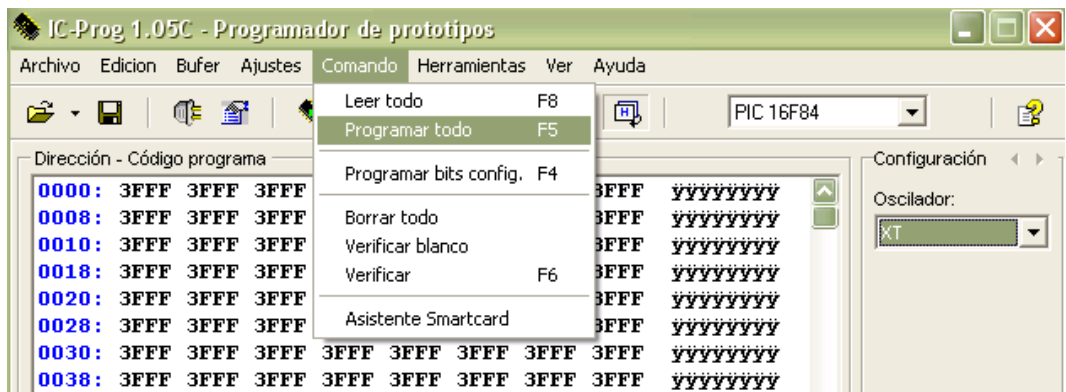 IC-Prog 1.05C - Programador de prototipos
Archivo Edicion Bufer Ajustes Comando Herramientas Ver Ayuda
Leer todo F8
Programar todo F5
Programar bits config. F4
Borrar todo
Verificar blanco
Verificar F6
Asistente Smartcard
H
PIC 16F84
Dirección - Código programa
0000: 3FFF 3FFF 3FFF 3FFF ÿÿÿÿÿÿÿÿ
0008: 3FFF 3FFF 3FFF 3FFF ÿÿÿÿÿÿÿÿ
0010: 3FFF 3FFF 3FFF 3FFF ÿÿÿÿÿÿÿÿ
0018: 3FFF 3FFF 3FFF 3FFF ÿÿÿÿÿÿÿÿ
0020: 3FFF 3FFF 3FFF 3FFF ÿÿÿÿÿÿÿÿ
0028: 3FFF 3FFF 3FFF 3FFF ÿÿÿÿÿÿÿÿ
0030: 3FFF 3FFF 3FFF 3FFF 3FFF 3FFF 3FFF 3FFF ÿÿÿÿÿÿÿÿ
0038: 3FFF 3FFF 3FFF 3FFF 3FFF 3FFF 3FFF 3FFF ÿÿÿÿÿÿÿÿ
Configuración
Oscilador:
XT